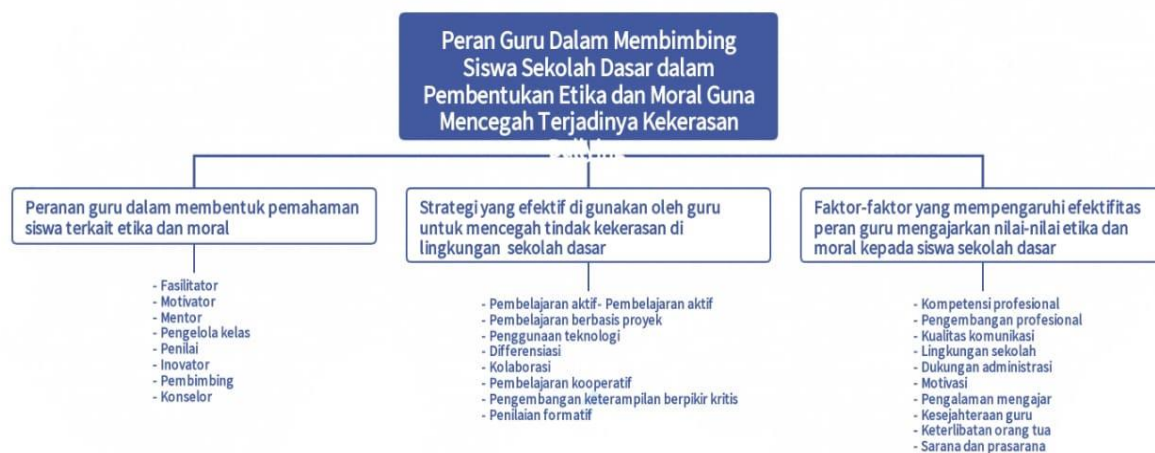 Peran Guru Dalam Membimbing
Siswa Sekolah Dasar dalam
Pembentukan Etika dan Moral Guna
Mencegah Terjadinya Kekerasan
Peranan guru dalam membentuk pemahaman
siswa terkait etika dan moral
- Fasilitator
- Motivator
- Mentor
- Pengelola kelas
- Penilai
- Inovator
- Pembimbing
- Konselor
Strategi yang efektif di gunakan oleh guru
untuk mencegah tindak kekerasan di
lingkungan sekolah dasar
- Pembelajaran aktif- Pembelajaran aktif
- Pembelajaran berbasis proyek
- Penggunaan teknologi
- Differensiasi
- Kolaborasi
- Pembelajaran kooperatif
- Pengembangan keterampilan berpikir kritis
- Penilaian formatif
Faktor-faktor yang mempengaruhi efektifitas
peran guru mengajarkan nilai-nilai etika dan
moral kepada siswa sekolah dasar
- Kompetensi profesional
- Pengembangan profesional
- Kualitas komunikasi
- Lingkungan sekolah
- Dukungan administrasi
- Motivasi
- Pengalaman mengajar
- Kesejahteraan guru
- Keterlibatan orang tua
- Sarana dan prasarana